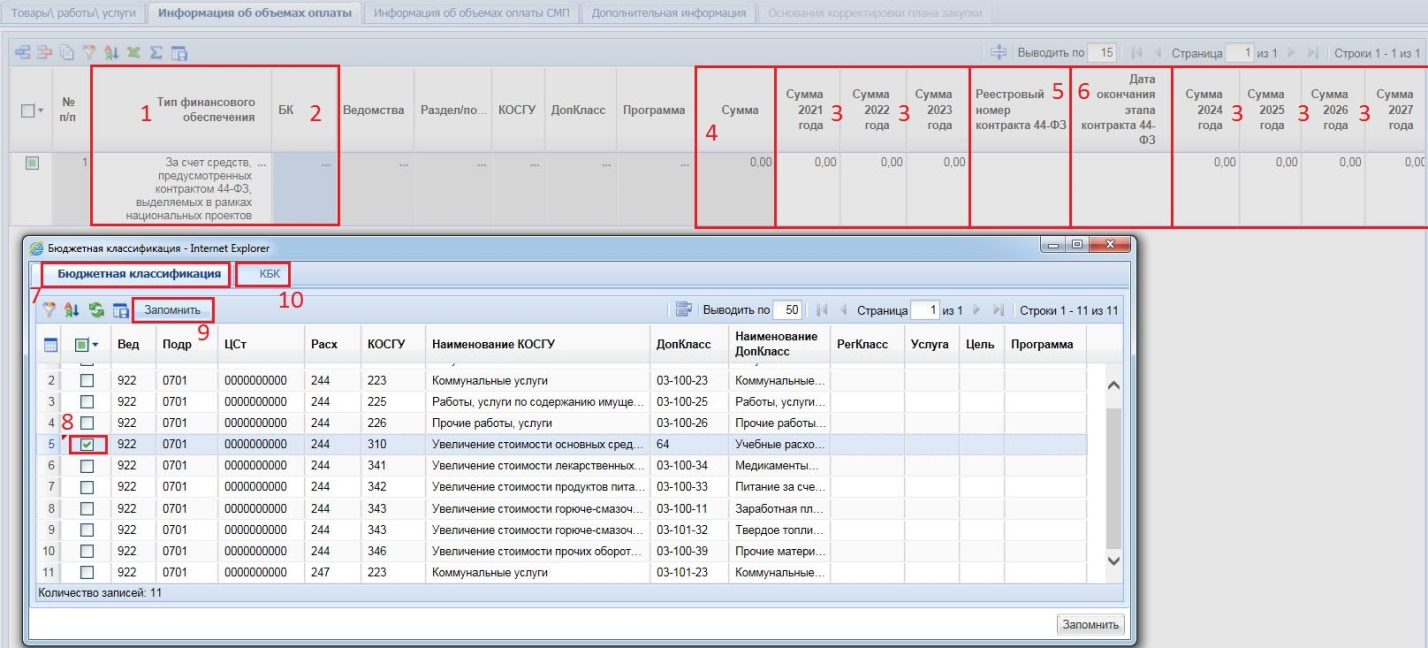 Товары\ работы\ услуги Информация об объемах оплаты Информация об объемах оплаты СМП Дополнительная информация Основания корректировки плана закупки
Выводить по 15 Страница 1 из 1 Строки 1 - 1 из 1
№ п/п
1 Тип финансового обеспечения
БК 2
Ведомства
Раздел/по...
КОСГУ
ДопКласс
Программа
Сумма
4
Сумма 2021 года
3
Сумма 2022 года
3
Сумма 2023 года
Реестровый номер контракта 44-ФЗ
5
6
Дата окончания этапа контракта 44-ФЗ
Сумма 2024 года
3
Сумма 2025 года
3
Сумма 2026 года
3
Сумма 2027 года
1 За счет средств, ... ... ... ... ... ... ... 0,00 0,00 0,00 0,00 0,00 0,00 0,00 0,00
предусмотренных
контрактом 44-ФЗ,
выделяемых в рамках
национальных проектов
Бюджетная классификация - Internet Explorer
Бюджетная классификация КБК
7
10
Запомнить Выводить по 50 Страница 1 из 1 Строки 1 - 11 из 11
9
Вед Подр ЦСт Расх КОСГУ Наименование КОСГУ ДопКласс Наименование ДопКласс РегКласс Услуга Цель Программа
2 922 0701 0000000000 244 223 Коммунальные услуги 03-100-23 Коммунальные...
3 922 0701 0000000000 244 225 Работы, услуги по содержанию имуще... 03-100-25 Работы, услуги...
4 8 922 0701 0000000000 244 226 Прочие работы, услуги 03-100-26 Прочие работы...
5 922 0701 0000000000 244 310 Увеличение стоимости основных сред... 64 Учебные расхо...
6 922 0701 0000000000 244 341 Увеличение стоимости лекарственных... 03-100-34 Медикаменты...
7 922 0701 0000000000 244 342 Увеличение стоимости продуктов пита... 03-100-33 Питание за сче...
8 922 0701 0000000000 244 343 Увеличение стоимости горюче-смазоч... 03-100-11 Заработная пл...
9 922 0701 0000000000 244 343 Увеличение стоимости горюче-смазоч... 03-101-32 Твердое топли...
10 922 0701 0000000000 244 346 Увеличение стоимости прочих оборот... 03-100-39 Прочие матери...
11 922 0701 0000000000 247 223 Коммунальные услуги 03-101-23 Коммунальные...
Количество записей: 11
Запомнить